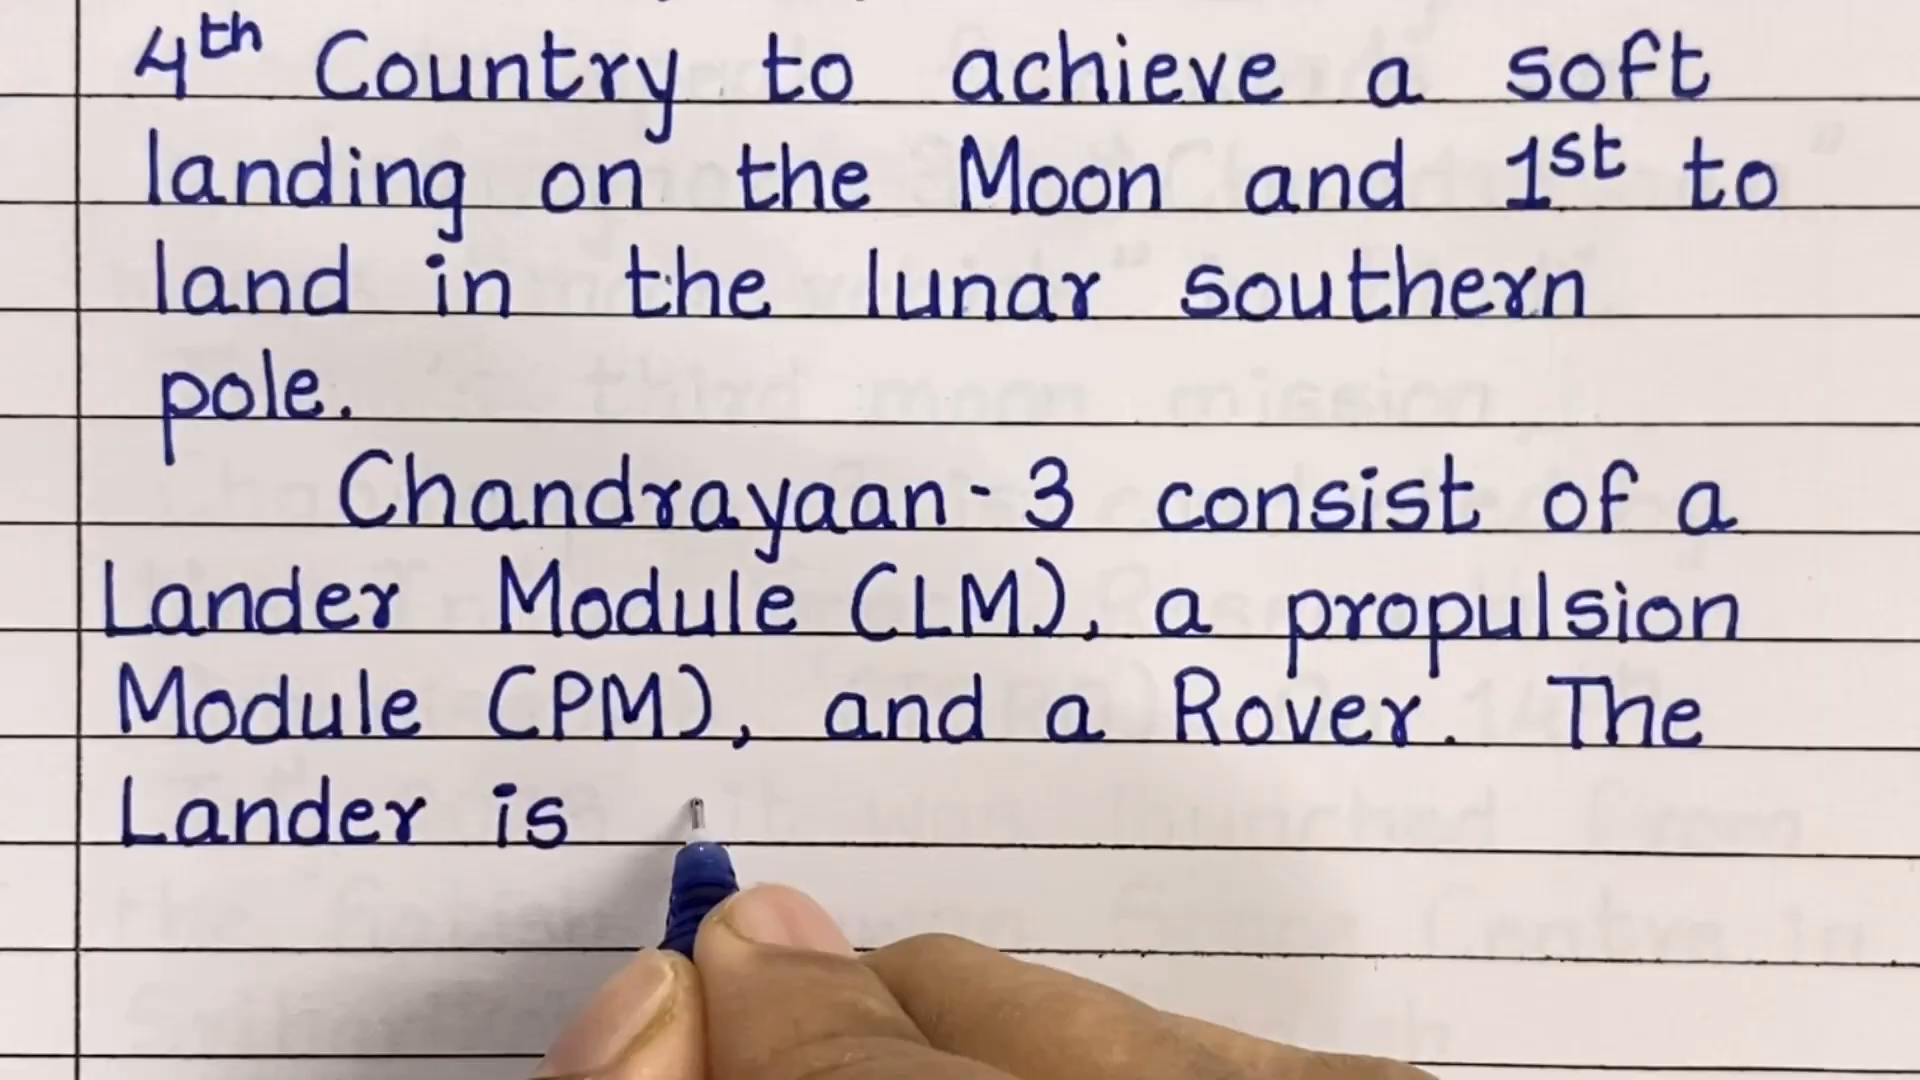 4th Country to achieve a soft
landing on the Moon and 1st to
land in the lunar southern
pole.
Chandrayaan-3 consist of a
Lander Module (LM), a propulsion
Module (PM), and a Rover. The
Lander is